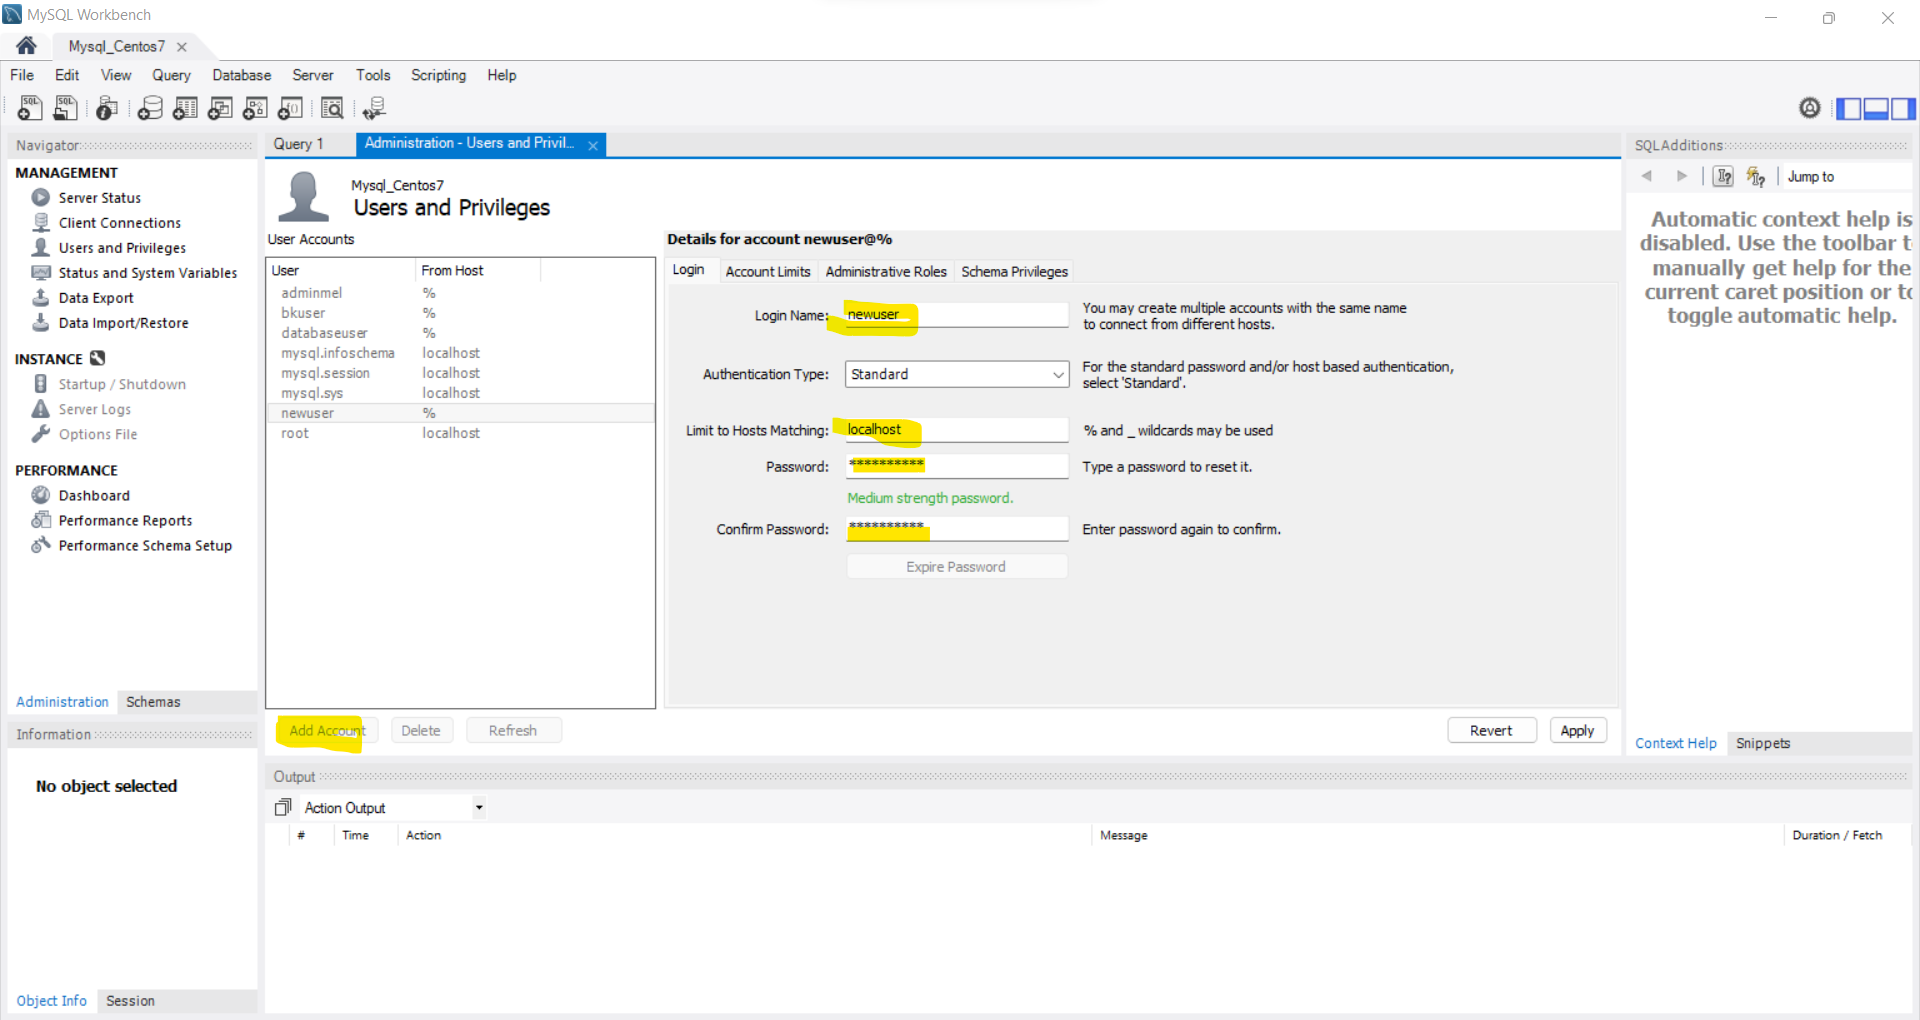 MySQL Workbench
Mysql_Centos7
File Edit View Query Database Server Tools Scripting Help
Navigator
MANAGEMENT
Server Status
Client Connections
Users and Privileges
Status and System Variables
Data Export
Data Import/Restore
INSTANCE
Startup / Shutdown
Server Logs
Options File
PERFORMANCE
Dashboard
Performance Reports
Performance Schema Setup
Administration Schemas
Information
No object selected
Object Info Session
Query 1 Administration - Users and Privil...
Mysql_Centos7
Users and Privileges
User Accounts
User From Host
adminmel %
bkuser %
databaseuser %
mysql.infoschema localhost
mysql.session localhost
mysql.sys localhost
newuser %
root localhost
Add Account Delete Refresh
Details for account newuser@%
Login Account Limits Administrative Roles Schema Privileges
Login Name: newuser You may create multiple accounts with the same name
to connect from different hosts.
Authentication Type: Standard For the standard password and/or host based authentication,
select 'Standard'.
Limit to Hosts Matching: localhost % and _ wildcards may be used
Password: ********** Type a password to reset it.
Medium strength password.
Confirm Password: ********** Enter password again to confirm.
Expire Password
Revert Apply
Output
Action Output
# Time Action Message Duration / Fetch
SQLAdditions
Jump to
Automatic context help is
disabled. Use the toolbar
manually get help for the
current caret position or
toggle automatic help.
Context Help Snippets